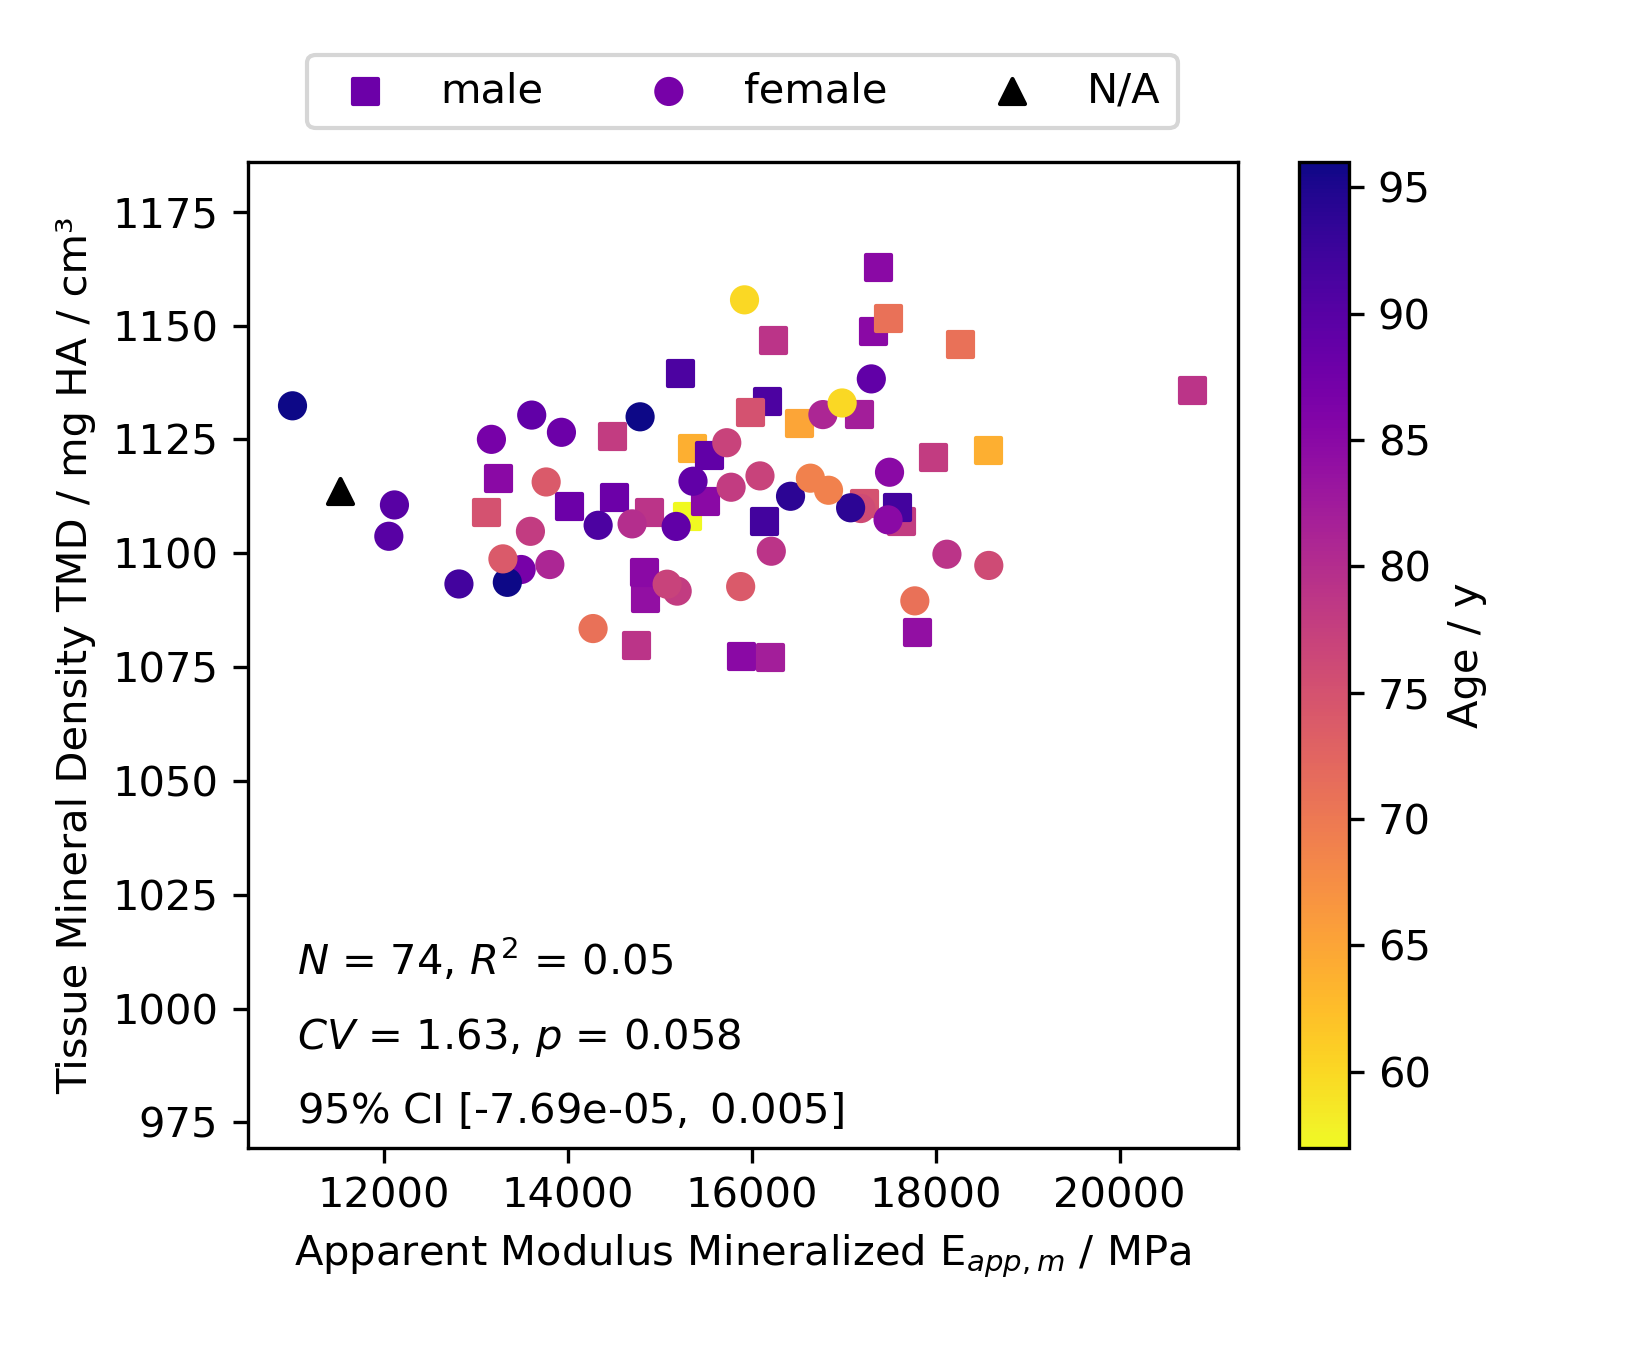 male female N/A
1175
1150
1125
1100
1075
1050
1025
1000
975
Tissue Mineral Density TMD / mg HA / cm³
N = 74, R² = 0.05
CV = 1.63, p = 0.058
95% CI [-7.69e-05, 0.005]
12000 14000 16000 18000 20000
Apparent Modulus Mineralized E_app,m / MPa
95
90
85
80
75
70
65
60
Age / y